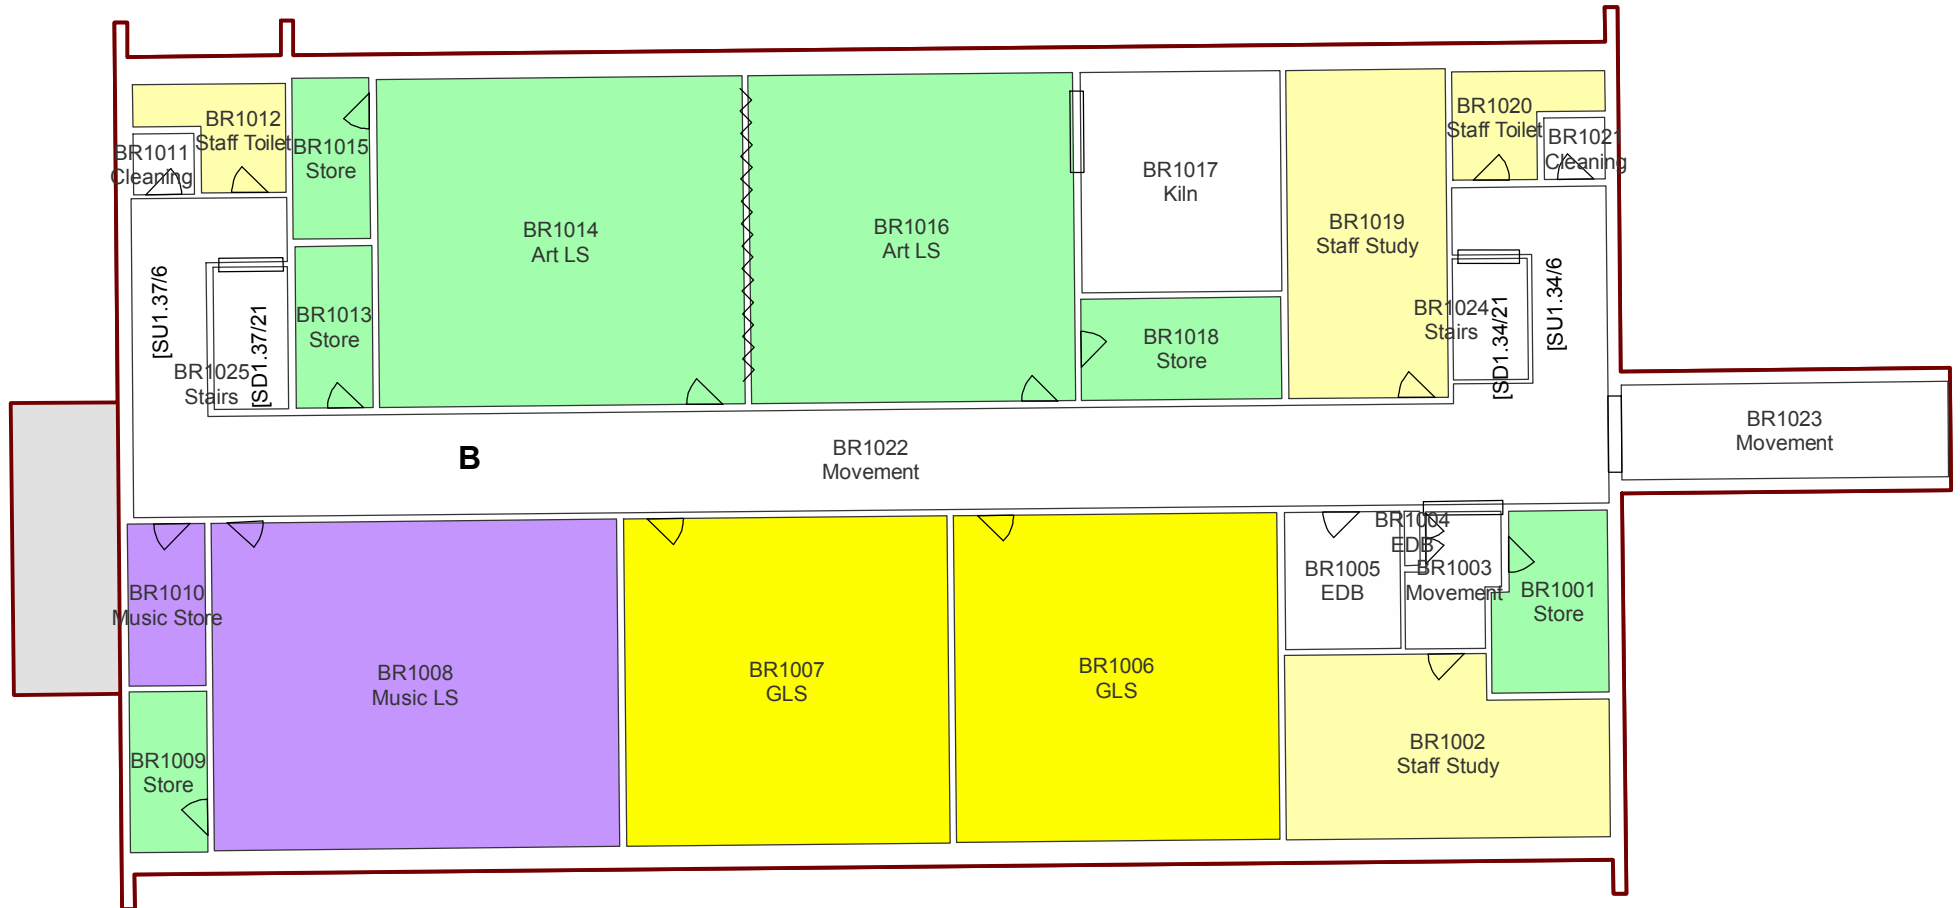 BR1012
Staff Toilet
BR1011
Cleaning
BR1015
Store
BR1014
Art LS
BR1016
Art LS
BR1017
Kiln
BR1019
Staff Study
BR1020
Staff Toilet
BR1021
Cleaning
[SU1.37/6
[SD1.37/21
BR1025
Stairs
BR1013
Store
BR1018
Store
BR1024
Stairs
[SD1.34/21
[SU1.34/6
B
BR1022
Movement
BR1023
Movement
BR1010
Music Store
BR1009
Store
BR1008
Music LS
BR1007
GLS
BR1006
GLS
BR1005
EDB
BR1004
EDB
BR1003
Movement
BR1001
Store
BR1002
Staff Study